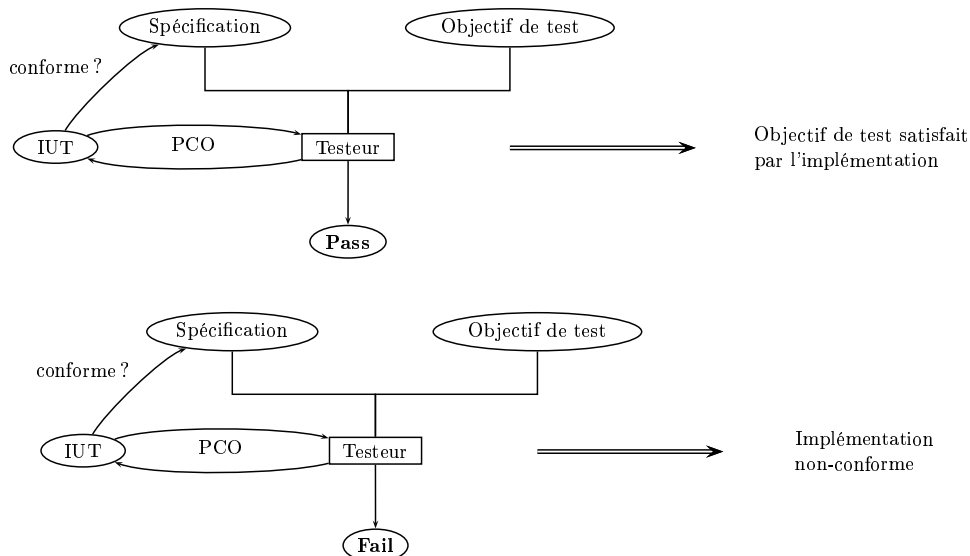 Spécification
Objectif de test
conforme ?
IUT
PCO
Testeur
Objectif de test satisfait
par l'implémentation
Pass
Spécification
Objectif de test
conforme ?
IUT
PCO
Testeur
Implémentation
non-conforme
Fail